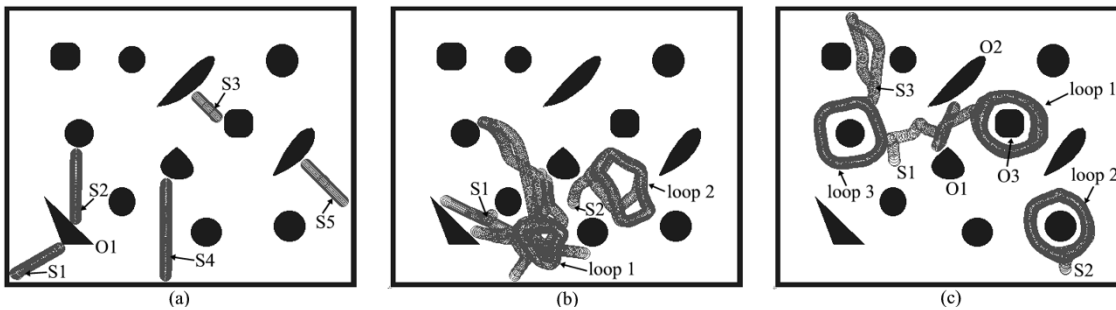 S3
S2
O1
S5
S1
S4
(a)
S1
S2
loop 2
loop 1
(b)
O2
S3
loop 1
S1
O1
O3
loop 2
loop 3
S2
(c)